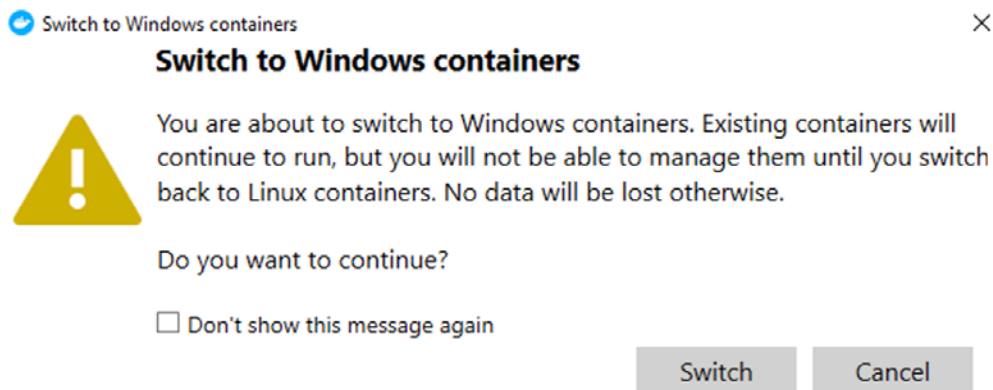 Switch to Windows containers
Switch to Windows containers
You are about to switch to Windows containers. Existing containers will
continue to run, but you will not be able to manage them until you switch
back to Linux containers. No data will be lost otherwise.
Do you want to continue?
Don't show this message again
Switch Cancel